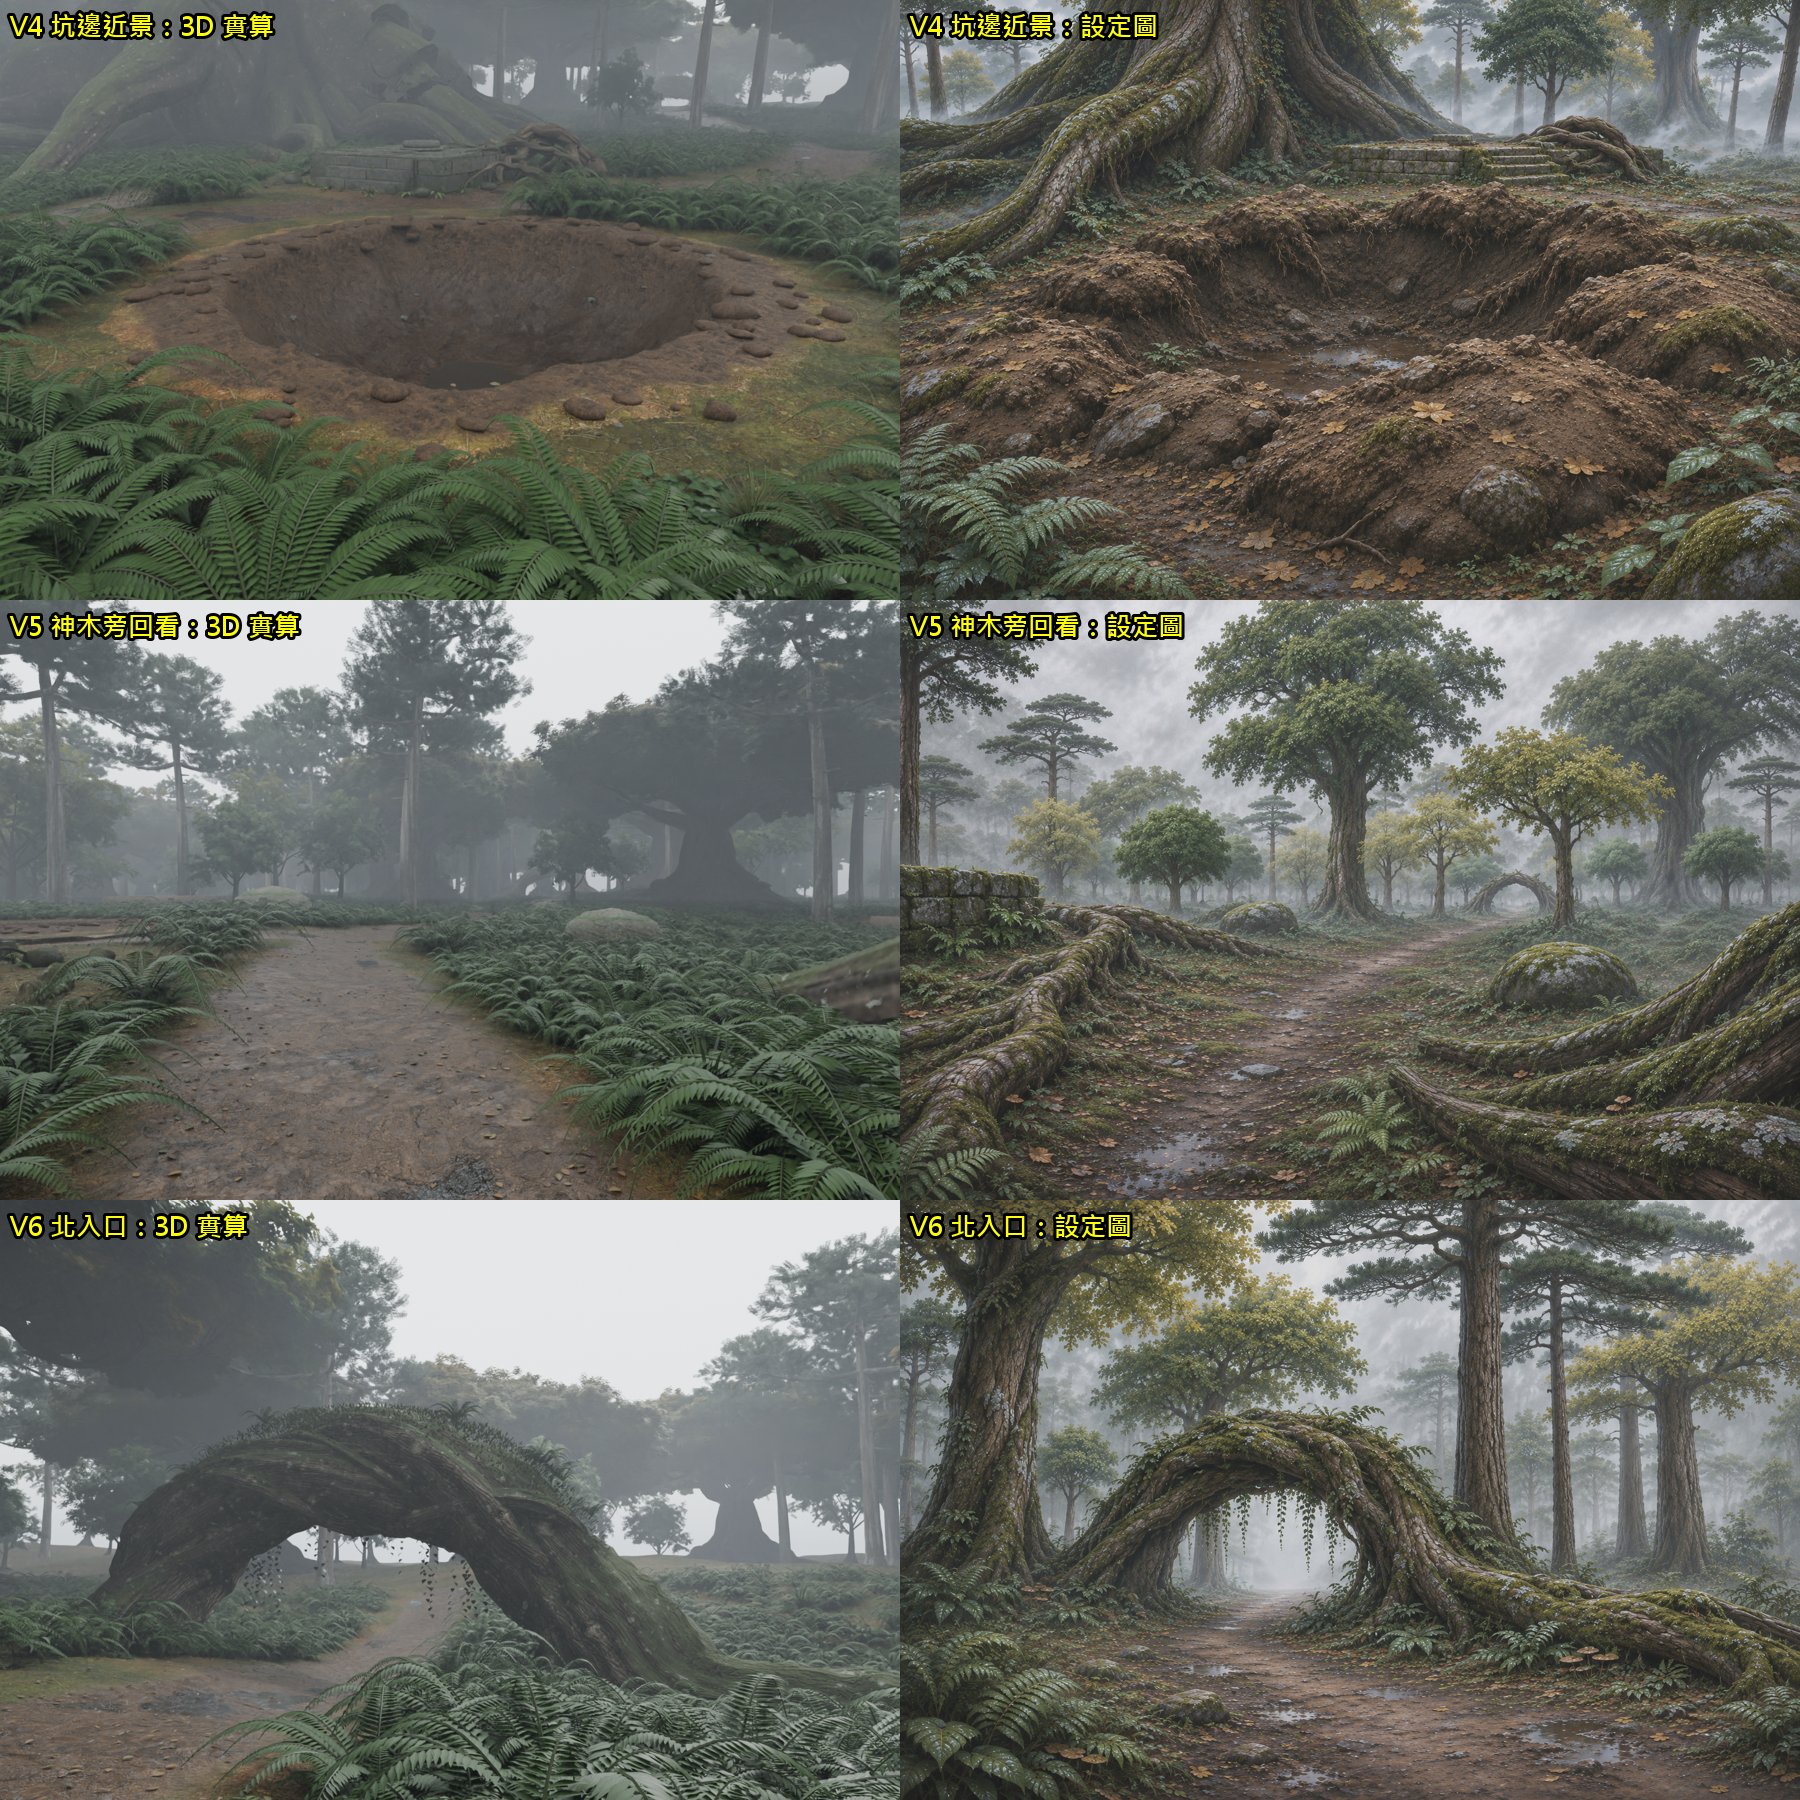 V4 坑邊近景：3D 實算
V4 坑邊近景：設定圖
V5 神木旁回看：3D 實算
V5 神木旁回看：設定圖
V6 北入口：3D 實算
V6 北入口：設定圖